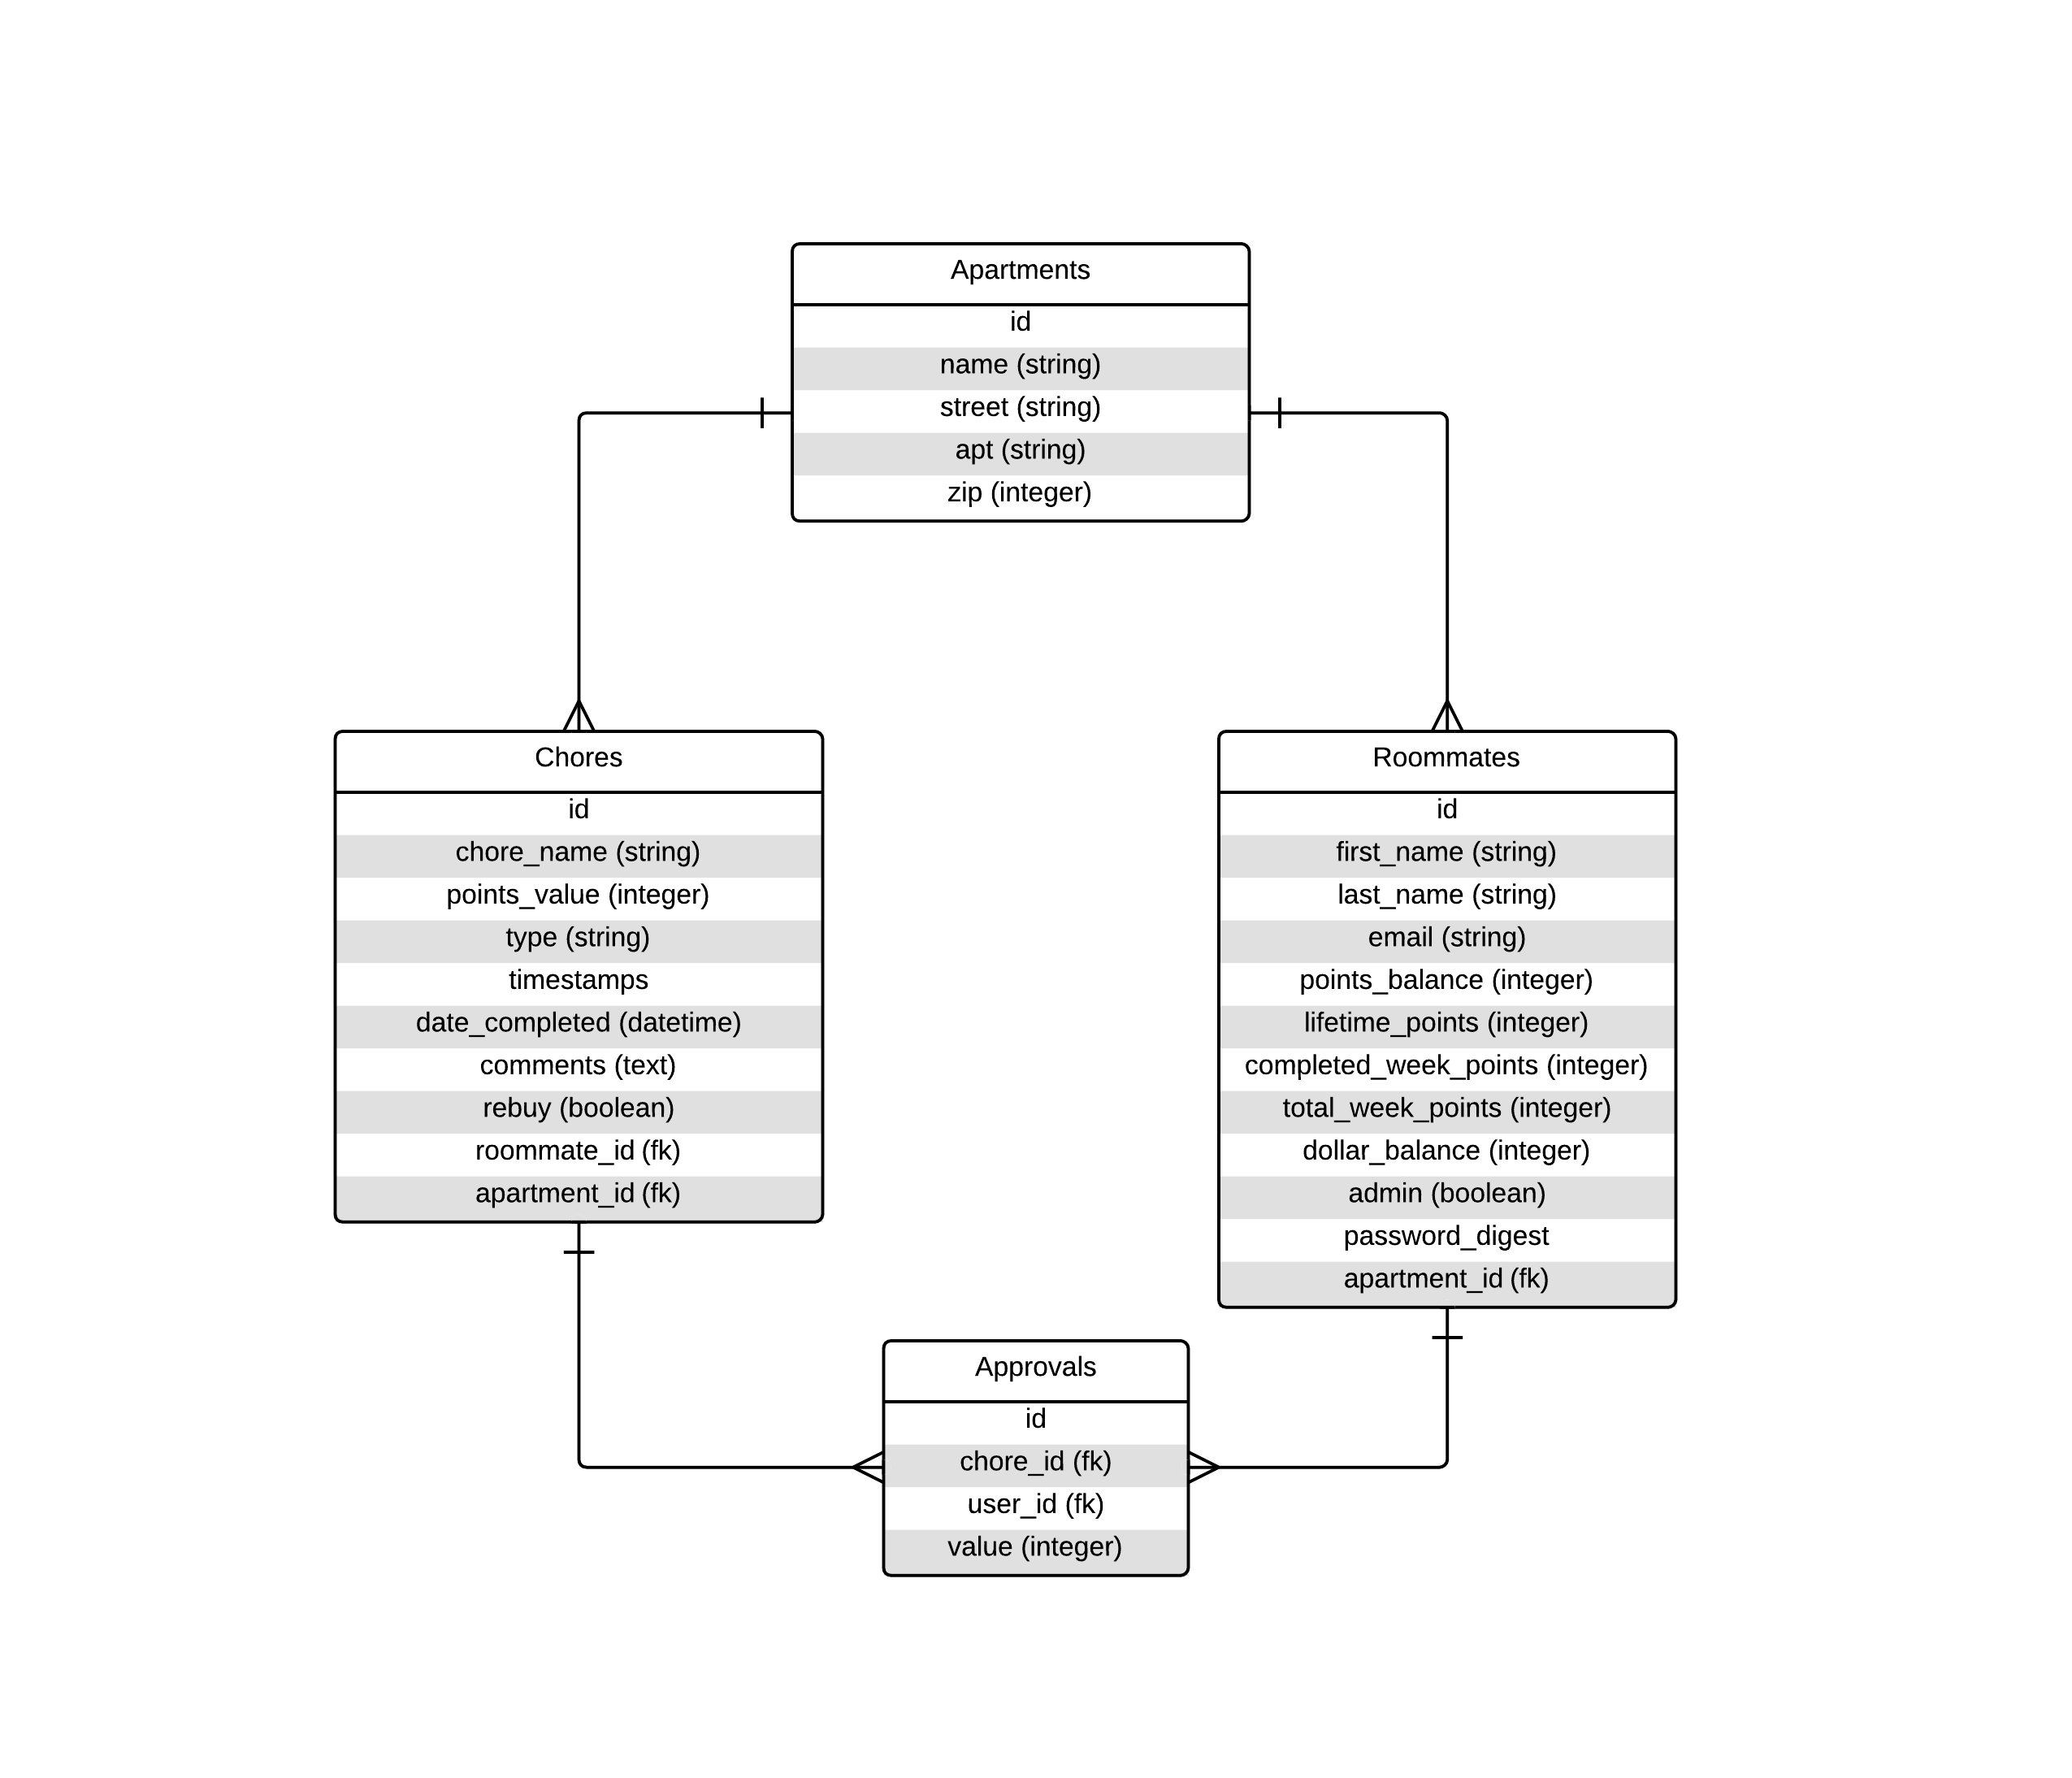 Apartments
id
name (string)
street (string)
apt (string)
zip (integer)
Chores
id
chore_name (string)
points_value (integer)
type (string)
timestamps
date_completed (datetime)
comments (text)
rebuy (boolean)
roommate_id (fk)
apartment_id (fk)
Roommates
id
first_name (string)
last_name (string)
email (string)
points_balance (integer)
lifetime_points (integer)
completed_week_points (integer)
total_week_points (integer)
dollar_balance (integer)
admin (boolean)
password_digest
apartment_id (fk)
Approvals
id
chore_id (fk)
user_id (fk)
value (integer)